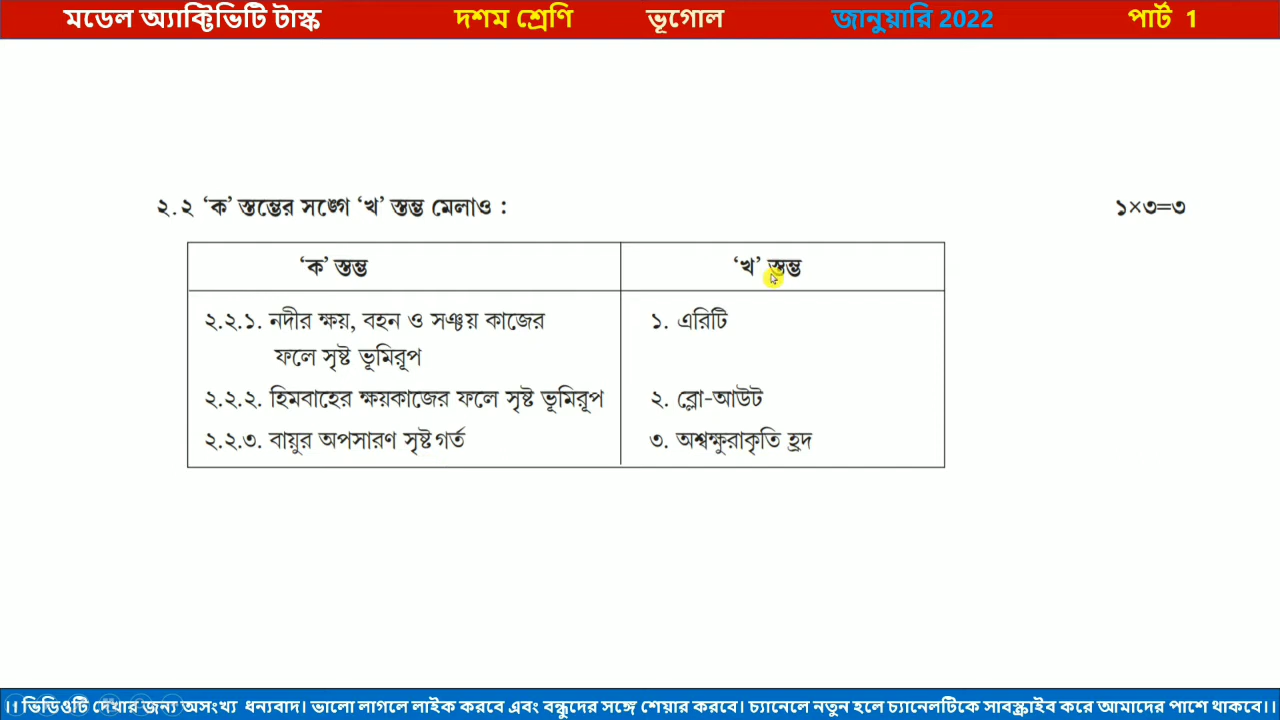 মডেল অ্যাক্টিভিটি টাস্ক দশম শ্রেণি ভূগোল জানুয়ারি 2022 পার্ট 1
২.২ ‘ক’ স্তম্ভের সঙ্গে ‘খ’ স্তম্ভ মেলাও : ১×৩=৩
‘ক’ স্তম্ভ ‘খ’ স্তম্ভ
২.২.১. নদীর ক্ষয়, বহন ও সঞ্চয় কাজের ১. এরিটি
ফলে সৃষ্ট ভূমিরূপ
২.২.২. হিমবাহের ক্ষয়কাজের ফলে সৃষ্ট ভূমিরূপ ২. ব্লো-আউট
২.২.৩. বায়ুর অপসারণ সৃষ্ট গর্ত ৩. অশ্বক্ষুরাকৃতি হ্রদ
।। ভিডিওটি দেখার জন্য অসংখ্য ধন্যবাদ। ভালো লাগলে লাইক করবে এবং বন্ধুদের সঙ্গে শেয়ার করবে। চ্যানেলে নতুন হলে চ্যানেলটিকে সাবস্ক্রাইব করে আমাদের পাশে থাকবে।।